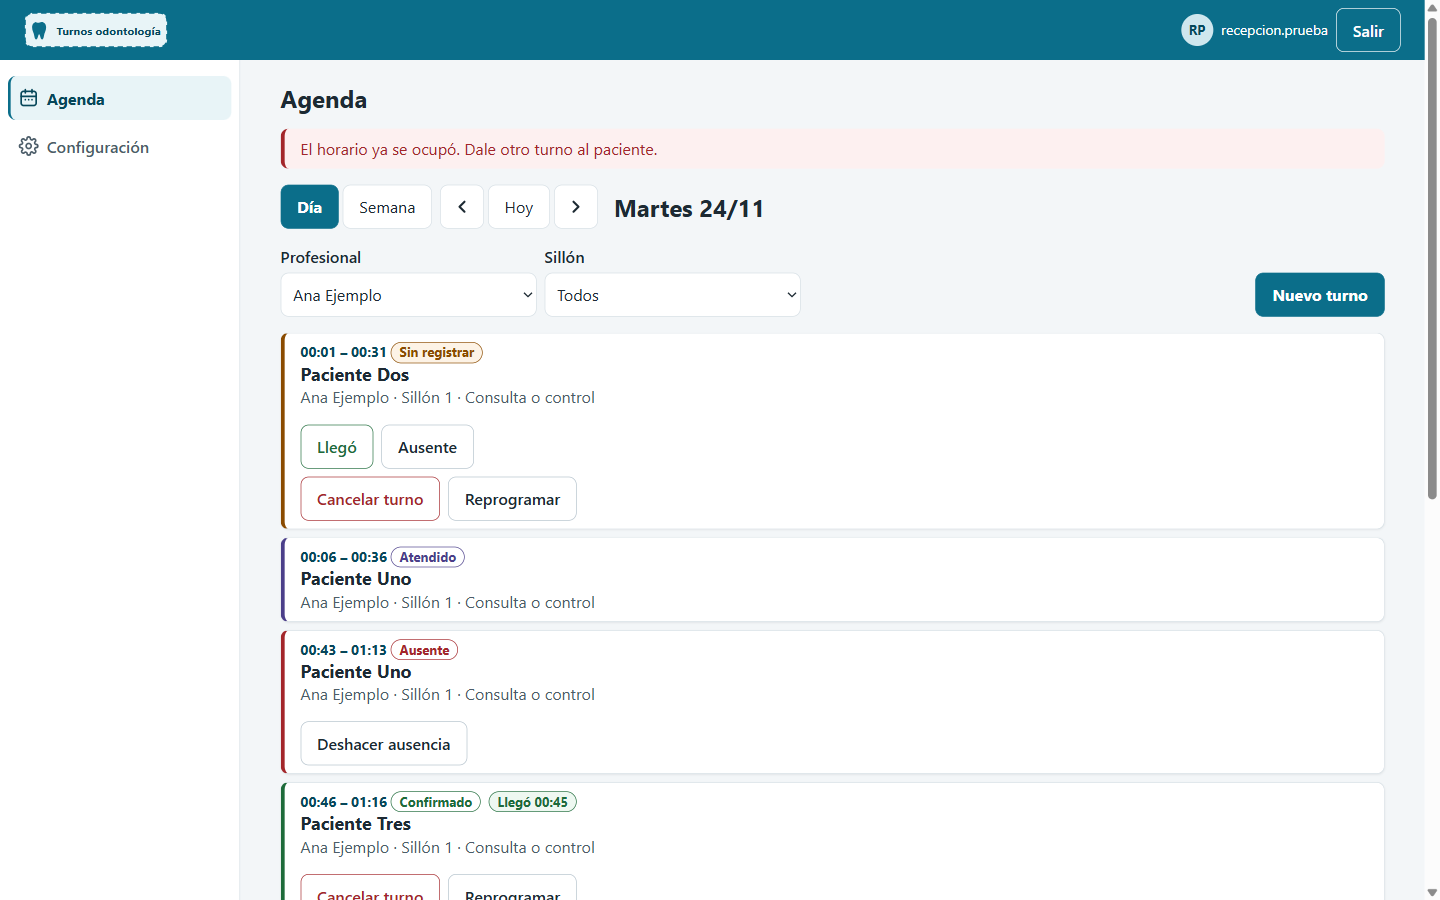 Turnos odontología
RP recepcion.prueba Salir
Agenda
Configuración
Agenda
El horario ya se ocupó. Dale otro turno al paciente.
Día Semana Hoy Martes 24/11
Profesional Sillón
Ana Ejemplo Todos Nuevo turno
00:01 – 00:31 Sin registrar
Paciente Dos
Ana Ejemplo · Sillón 1 · Consulta o control
Llegó Ausente
Cancelar turno Reprogramar
00:06 – 00:36 Atendido
Paciente Uno
Ana Ejemplo · Sillón 1 · Consulta o control
00:43 – 01:13 Ausente
Paciente Uno
Ana Ejemplo · Sillón 1 · Consulta o control
Deshacer ausencia
00:46 – 01:16 Confirmado Llegó 00:45
Paciente Tres
Ana Ejemplo · Sillón 1 · Consulta o control
Cancelar turno Reprogramar